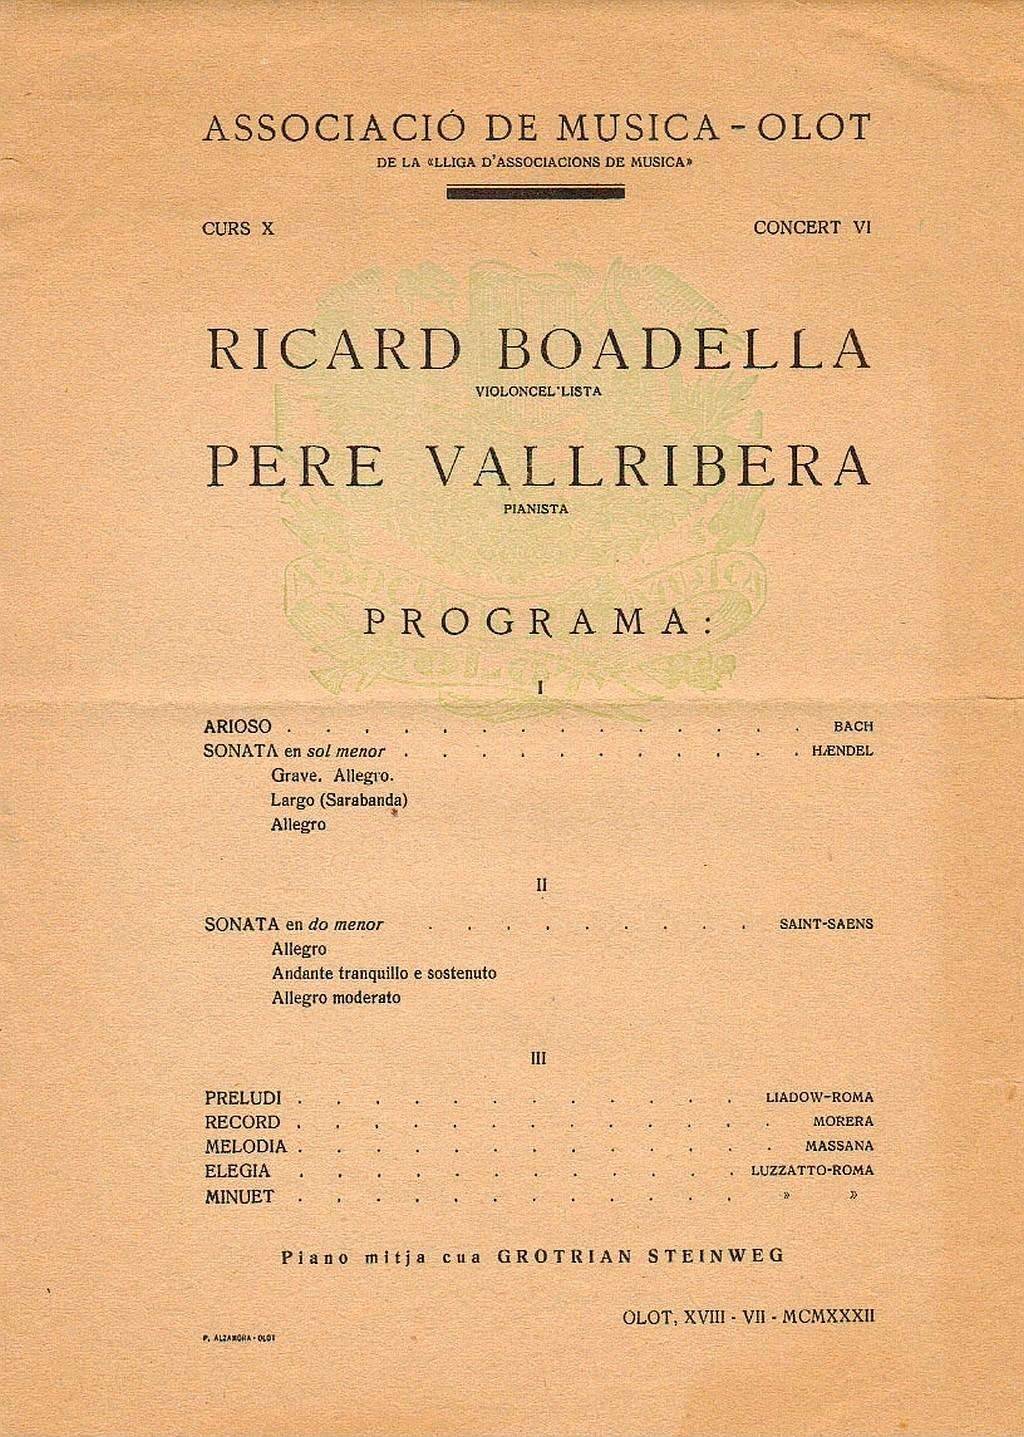 ASSOCIACIÓ DE MUSICA - OLOT
DE LA «LLIGA D'ASSOCIACIONS DE MUSICA»
CURS X CONCERT VI
RICARD BOADELLA
VIOLONCEL'LISTA
PERE VALLRIBERA
PIANISTA
PROGRAMA:
I
ARIOSO . . . . . . . . . . . . . . BACH
SONATA en sol menor . . . . . . . . . . . HÆNDEL
Grave. Allegro.
Largo (Sarabanda)
Allegro
II
SONATA en do menor . . . . . . . . . SAINT-SAENS
Allegro
Andante tranquillo e sostenuto
Allegro moderato
III
PRELUDI . . . . . . . . . . . . LIADOW-ROMA
RECORD . . . . . . . . . . . . . MORERA
MELODIA . . . . . . . . . . . . . MASSANA
ELEGIA . . . . . . . . . . . . LUZZATTO-ROMA
MINUET . . . . . . . . . . . . » »
Piano mitja cua GROTRIAN STEINWEG
OLOT, XVIII - VII - MCMXXXII
P. ALZAMORA - OLOT